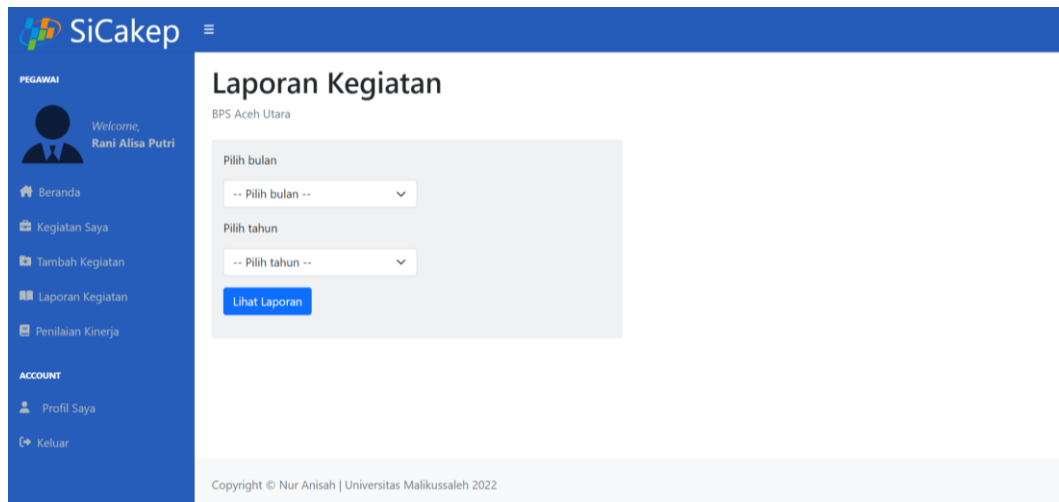 SiCakep
PEGAWAI
Welcome,
Rani Alisa Putri
Beranda
Kegiatan Saya
Tambah Kegiatan
Laporan Kegiatan
Penilaian Kinerja
ACCOUNT
Profil Saya
Keluar
Laporan Kegiatan
BPS Aceh Utara
Pilih bulan
-- Pilih bulan --
Pilih tahun
-- Pilih tahun --
Lihat Laporan
Copyright © Nur Anisah | Universitas Malikussaleh 2022